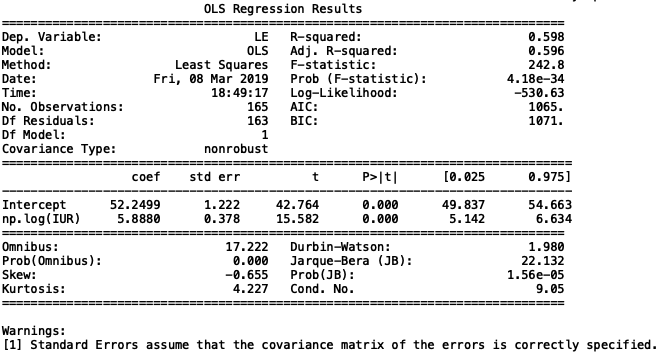 OLS Regression Results
==============================================================================
Dep. Variable:                     LE   R-squared:                       0.598
Model:                            OLS   Adj. R-squared:                  0.596
Method:                 Least Squares   F-statistic:                     242.8
Date:                Fri, 08 Mar 2019   Prob (F-statistic):           4.18e-34
Time:                        18:49:17   Log-Likelihood:                -530.63
No. Observations:                 165   AIC:                             1065.
Df Residuals:                     163   BIC:                             1071.
Df Model:                           1
Covariance Type:            nonrobust
===============================================================================
                  coef    std err          t      P>|t|      [0.025      0.975]
-------------------------------------------------------------------------------
Intercept      52.2499      1.222     42.764      0.000      49.837      54.663
np.log(IUR)     5.8880      0.378     15.582      0.000       5.142       6.634
==============================================================================
Omnibus:                       17.222   Durbin-Watson:                   1.980
Prob(Omnibus):                  0.000   Jarque-Bera (JB):               22.132
Skew:                          -0.655   Prob(JB):                     1.56e-05
Kurtosis:                       4.227   Cond. No.                         9.05
==============================================================================
Warnings:
[1] Standard Errors assume that the covariance matrix of the errors is correctly specified.